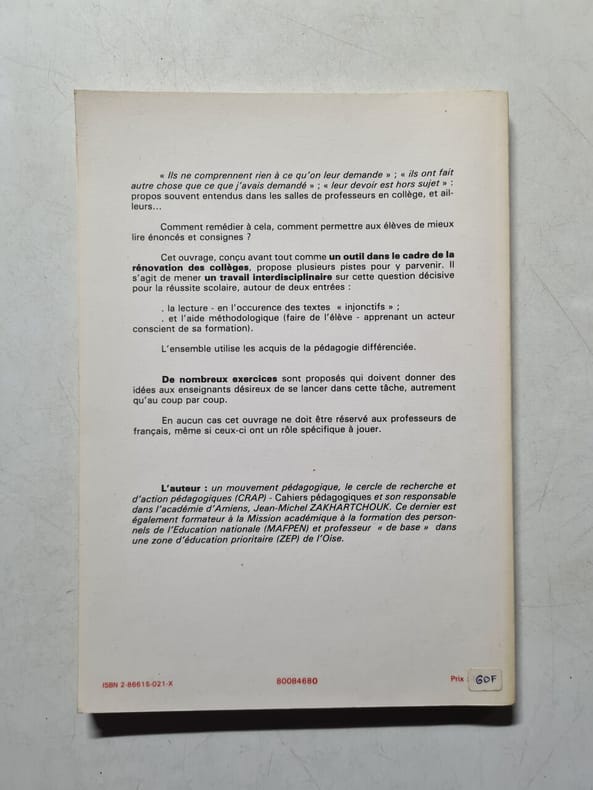 « Ils ne comprennent rien à ce qu'on leur demande » ; « ils ont fait
autre chose que ce que j'avais demandé » ; « leur devoir est hors sujet » :
propos souvent entendus dans les salles de professeurs en collège, et ail-
leurs...
Comment remédier à cela, comment permettre aux élèves de mieux
lire énoncés et consignes ?
Cet ouvrage, conçu avant tout comme un outil dans le cadre de la
rénovation des collèges, propose plusieurs pistes pour y parvenir. Il
s'agit de mener un travail interdisciplinaire sur cette question décisive
pour la réussite scolaire, autour de deux entrées :
. la lecture - en l'occurence des textes « injonctifs » ;
. et l'aide méthodologique (faire de l'élève - apprenant un acteur
conscient de sa formation).
L'ensemble utilise les acquis de la pédagogie différenciée.
De nombreux exercices sont proposés qui doivent donner des
idées aux enseignants désireux de se lancer dans cette tâche, autrement
qu'au coup par coup.
En aucun cas cet ouvrage ne doit être réservé aux professeurs de
français, même si ceux-ci ont un rôle spécifique à jouer.
L'auteur : un mouvement pédagogique, le cercle de recherche et
d'action pédagogiques (CRAP) - Cahiers pédagogiques et son responsable
dans l'académie d'Amiens, Jean-Michel ZAKHARTCHOUK. Ce dernier est
également formateur à la Mission académique à la formation des person-
nels de l'Education nationale (MAFPEN) et professeur « de base » dans
une zone d'éducation prioritaire (ZEP) de l'Oise.
ISBN 2-86615-021-X 80084680 Prix : 60F